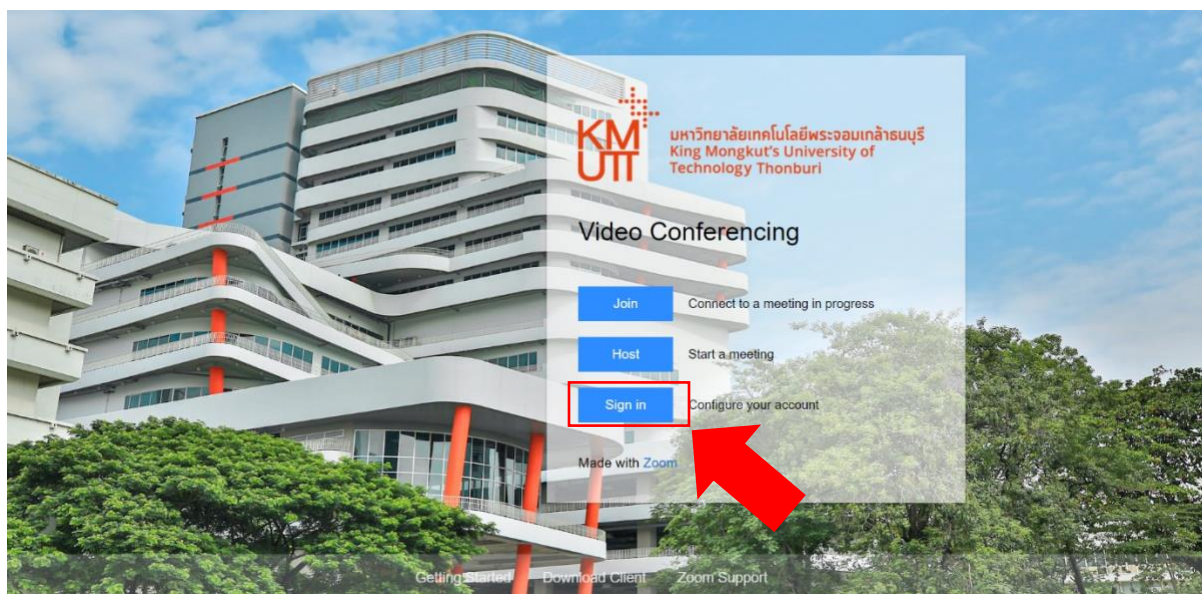 KM
UTT
มหาวิทยาลัยเทคโนโลยีพระจอมเกล้าธนบุรี
King Mongkut's University of
Technology Thonburi
Video Conferencing
Join Connect to a meeting in progress
Host Start a meeting
Sign in Configure your account
Made with Zoom
Getting Started Download Client Zoom Support